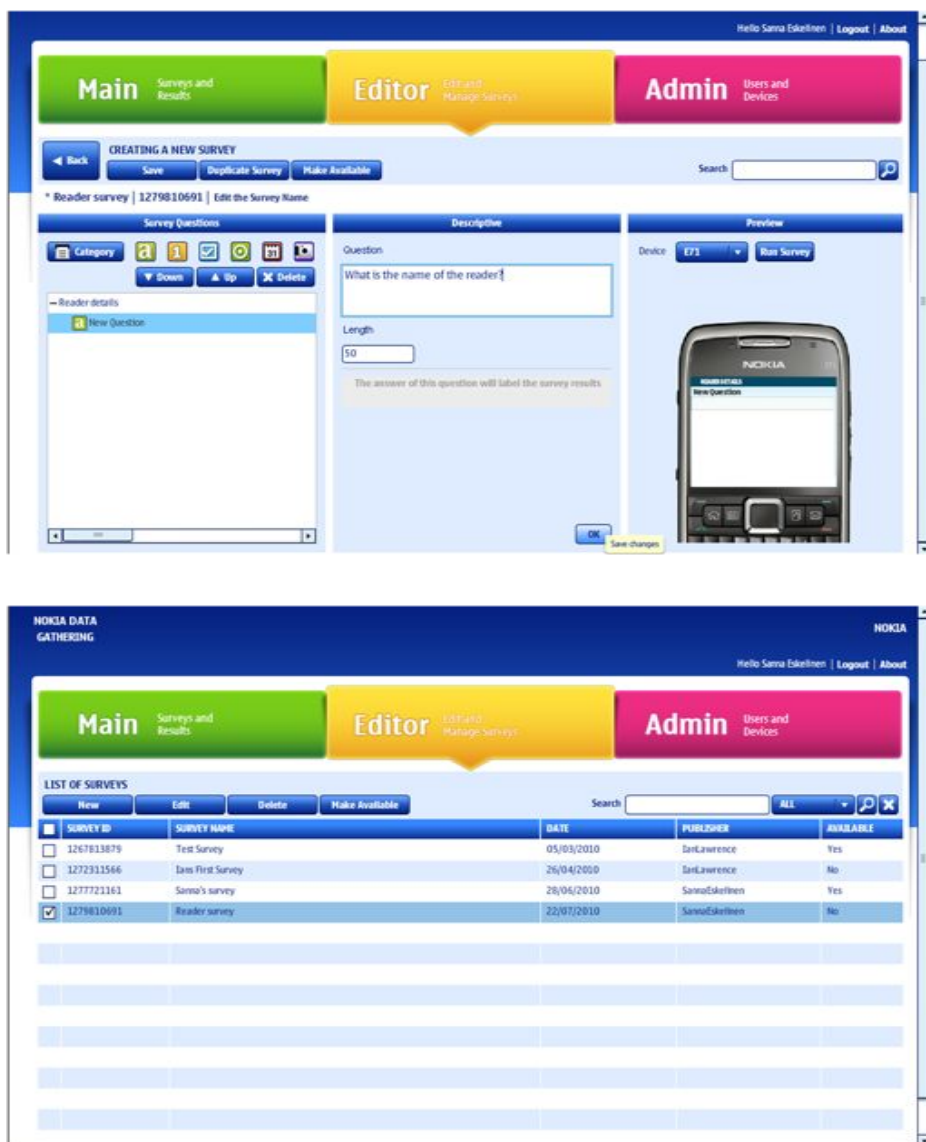 Hello Sanna Eskelinen | Logout | About
Main Surveys and Results
Editor Edit and Manage Surveys
Admin Users and Devices
Back
CREATING A NEW SURVEY
Save Duplicate Survey Make Available Search
* Reader survey | 1279810691 | Edit the Survey Name
Survey Questions Descriptive Preview
Category a 1 31
Down Up Delete
Reader details
a New Question
Question
What is the name of the reader?
Length
50
The answer of this question will label the survey results
OK
Save changes
Device E71 Run Survey
NOKIA
READER DETAILS
New Question
NOKIA DATA
GATHERING
NOKIA
Hello Sanna Eskelinen | Logout | About
Main Surveys and Results
Editor Edit and Manage Surveys
Admin Users and Devices
LIST OF SURVEYS
New Edit Delete Make Available Search ALL
SURVEY ID SURVEY NAME DATE PUBLISHER AVAILABLE
1267813879 Test Survey 05/03/2010 IanLawrence Yes
1272311566 Ians First Survey 26/04/2010 IanLawrence No
1277721161 Sanna's survey 28/06/2010 SannaEskelinen Yes
1279810691 Reader survey 22/07/2010 SannaEskelinen No